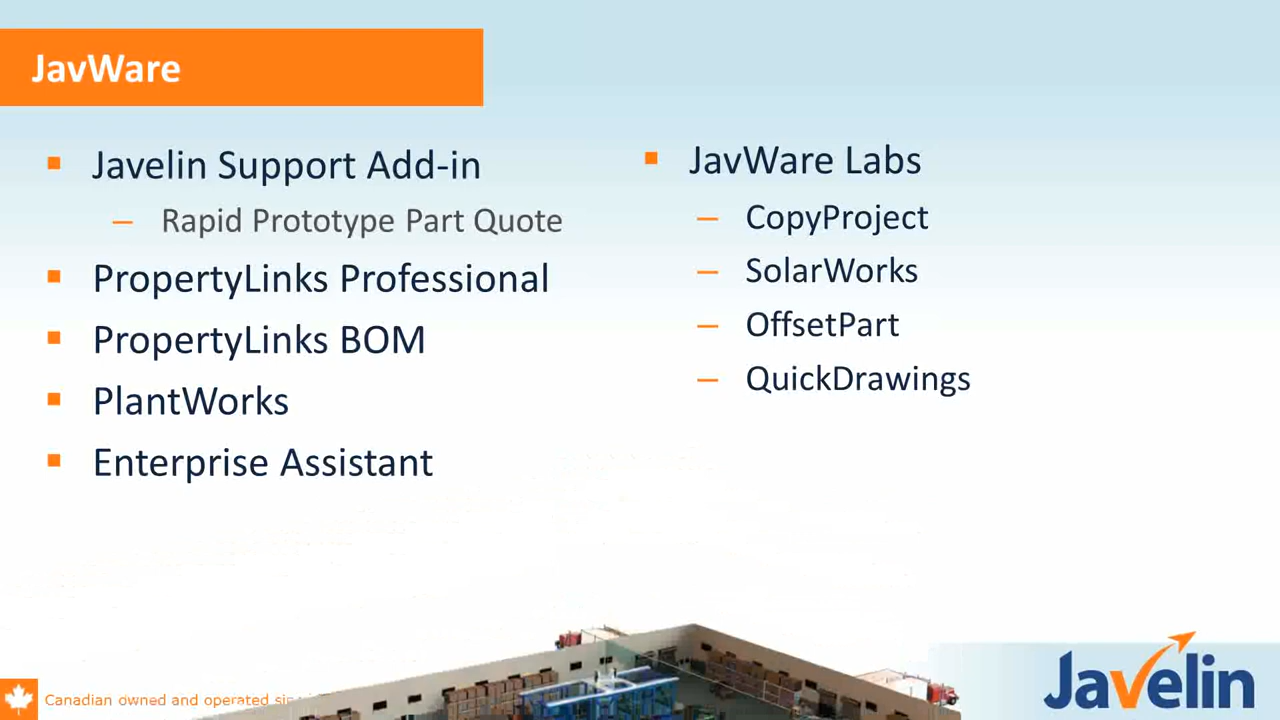 JavWare
Javelin Support Add-in
Rapid Prototype Part Quote
PropertyLinks Professional
PropertyLinks BOM
PlantWorks
Enterprise Assistant
JavWare Labs
CopyProject
SolarWorks
OffsetPart
QuickDrawings
Canadian owned and operated
Javelin